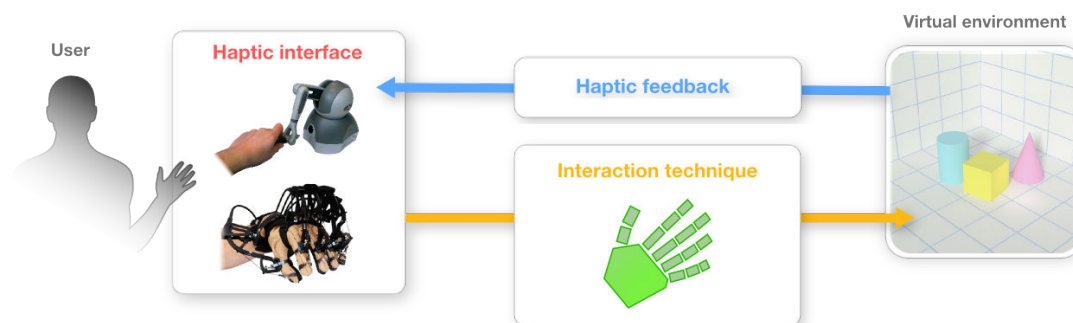 User
Haptic interface
Haptic feedback
Interaction technique
Virtual environment